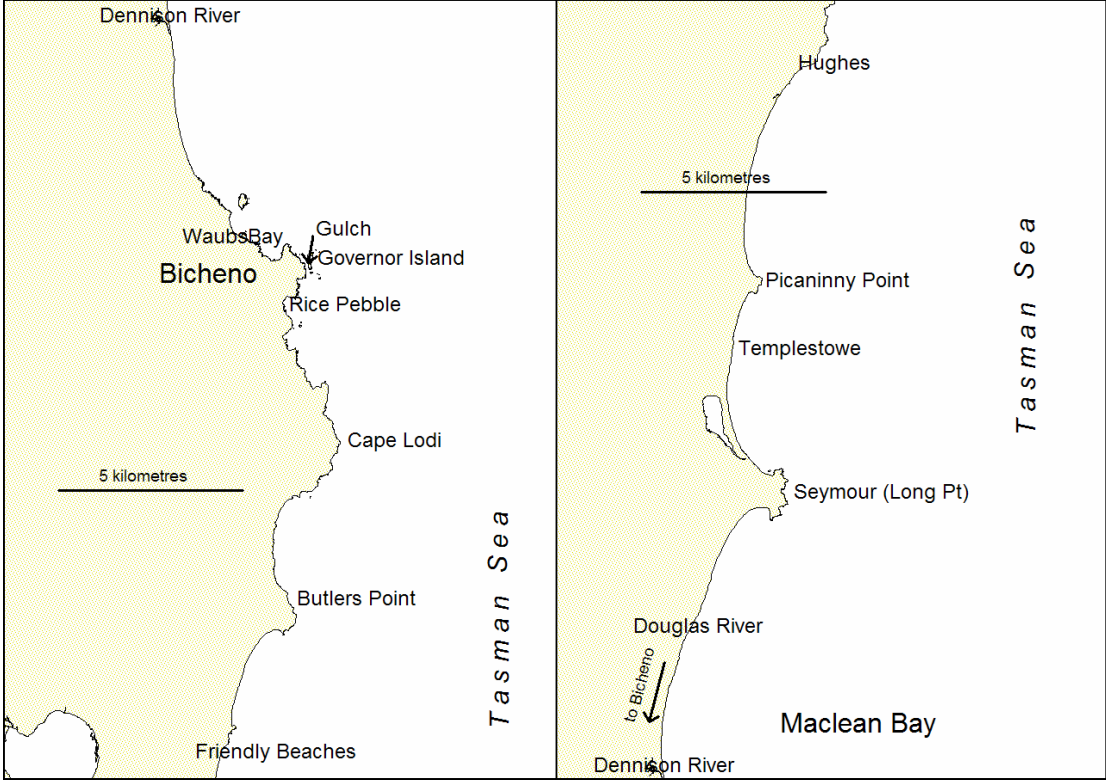 Dennison River
WaubsBay
Gulch
Governor Island
Bicheno
Rice Pebble
Cape Lodi
5 kilometres
Tasman Sea
Butlers Point
Friendly Beaches
Hughes
5 kilometres
Tasman Sea
Picaninny Point
Templestowe
Seymour (Long Pt)
Douglas River
to Bicheno
Maclean Bay
Dennison River